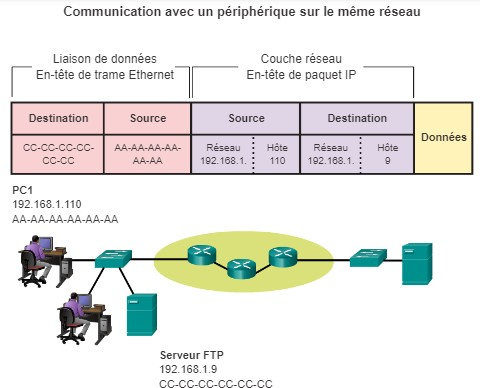 Communication avec un périphérique sur le même réseau
Liaison de données
En-tête de trame Ethernet
Couche réseau
En-tête de paquet IP
Destination
Source
Source
Destination
Données
CC-CC-CC-CC-
CC-CC
AA-AA-AA-AA-
AA-AA
Réseau
192.168.1.
Hôte
110
Réseau
192.168.1.
Hôte
9
PC1
192.168.1.110
AA-AA-AA-AA-AA-AA
Serveur FTP
192.168.1.9
CC-CC-CC-CC-CC-CC